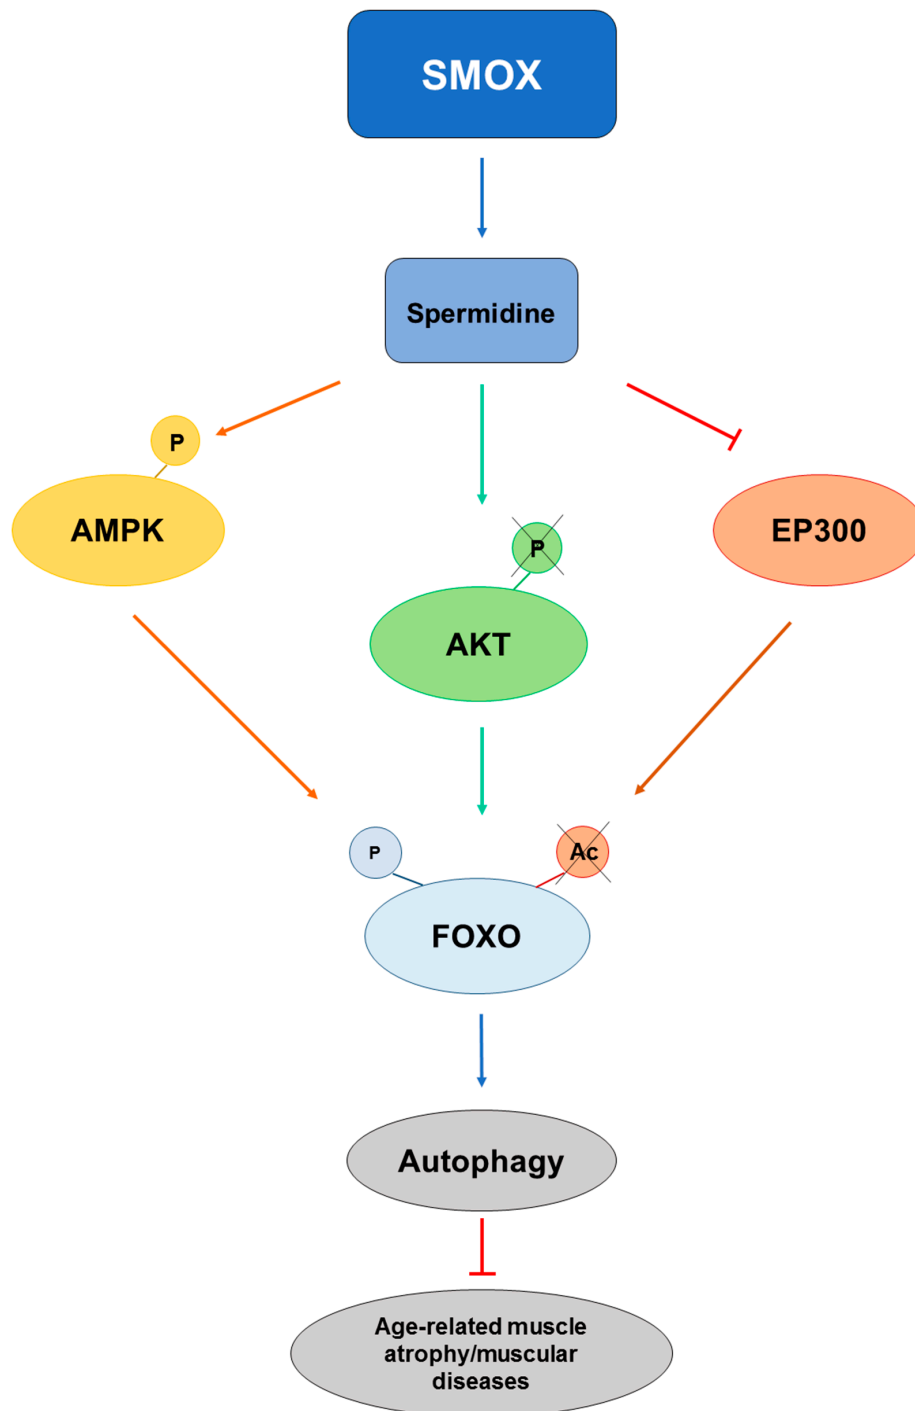 SMOX
Spermidine
P
AMPK
EP300
P
AKT
P
Ac
FOXO
Autophagy
Age-related muscle
atrophy/muscular
diseases